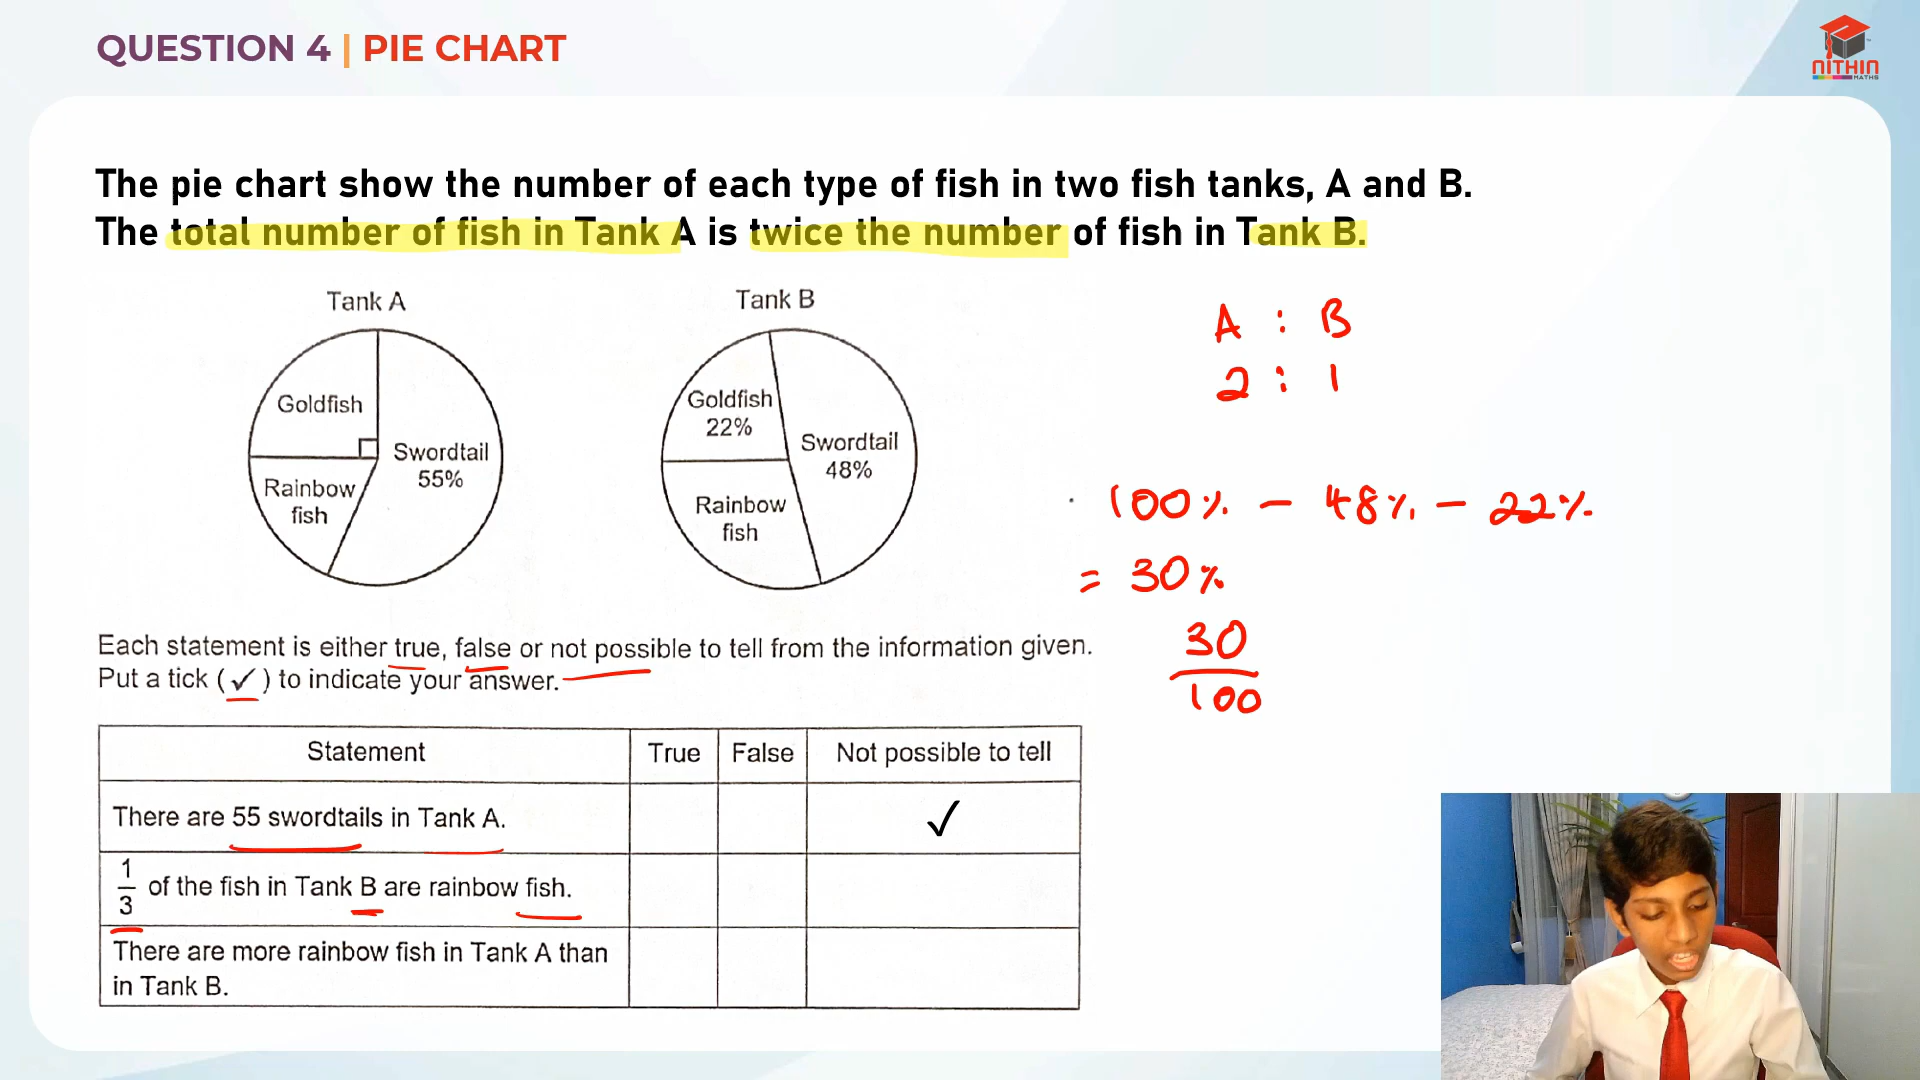 QUESTION 4 | PIE CHART
NITHIN
MATHS
The pie chart show the number of each type of fish in two fish tanks, A and B.
The total number of fish in Tank A is twice the number of fish in Tank B.
Tank A
Goldfish
Swordtail
55%
Rainbow
fish
Tank B
Goldfish
22%
Swordtail
48%
Rainbow
fish
A : B
2 : 1
100% - 48% - 22%
= 30%
30
100
Each statement is either true, false or not possible to tell from the information given.
Put a tick (✓) to indicate your answer.
Statement True False Not possible to tell
There are 55 swordtails in Tank A. ✓
1/3 of the fish in Tank B are rainbow fish.
There are more rainbow fish in Tank A than
in Tank B.